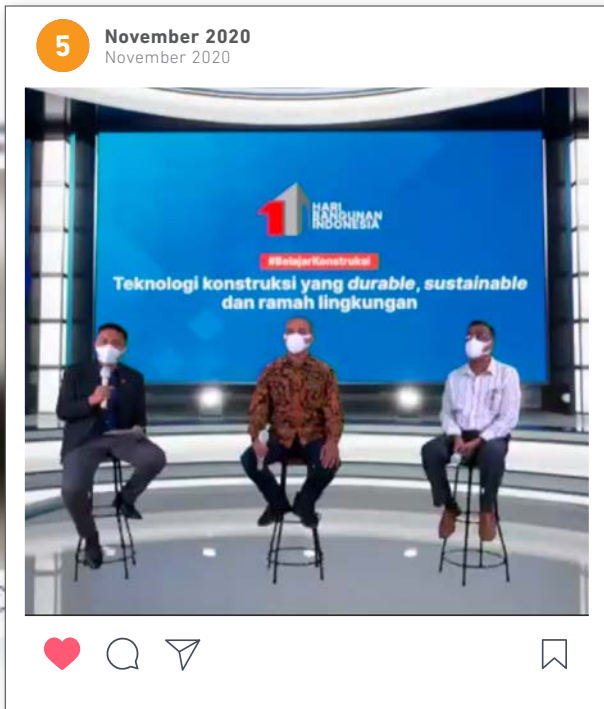 5
November 2020
November 2020
HARI
BANGUNAN
INDONESIA
#BelajarKonstruksi
Teknologi konstruksi yang durable, sustainable
dan ramah lingkungan